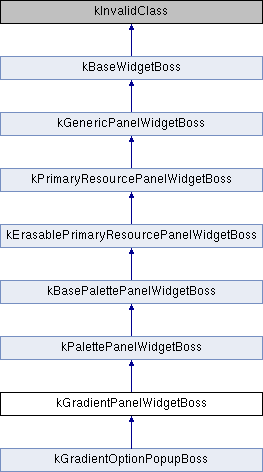 kInvalidClass
kBaseWidgetBoss
kGenericPanelWidgetBoss
kPrimaryResourcePanelWidgetBoss
kErasablePrimaryResourcePanelWidgetBoss
kBasePalettePanelWidgetBoss
kPalettePanelWidgetBoss
kGradientPanelWidgetBoss
kGradientOptionPopupBoss